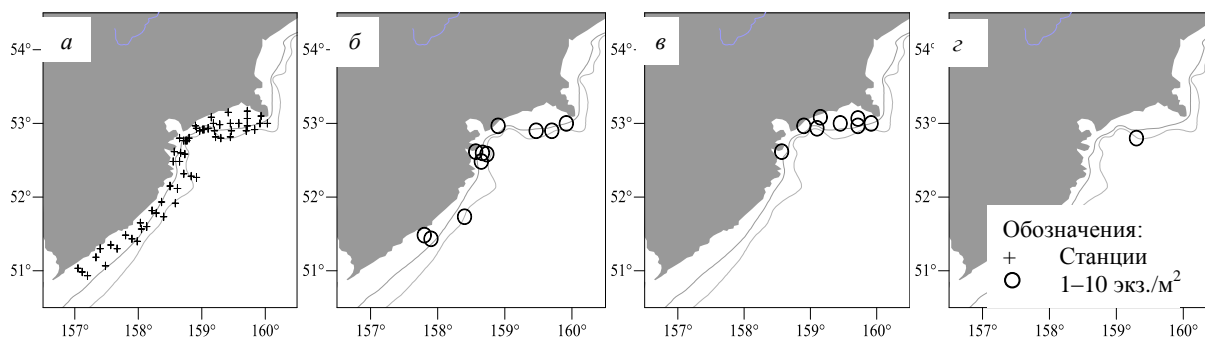 а б в г
54° 54° 54° 54°
53° 53° 53° 53°
52° 52° 52° 52°
51° 51° 51° 51°
Обозначения:
+ Станции
1–10 экз./м²
157° 158° 159° 160° 157° 158° 159° 160° 157° 158° 159° 160° 157° 158° 159° 160°